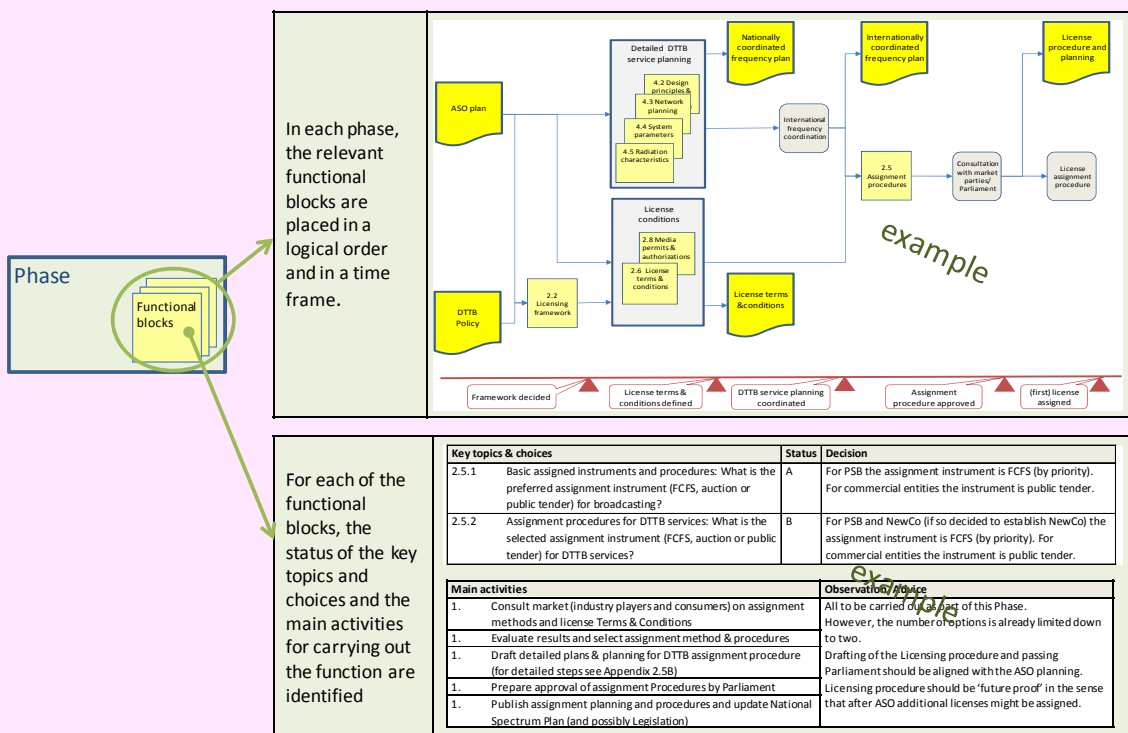 Phase
Functional
blocks
In each phase,
the relevant
functional
blocks are
placed in a
logical order
and in a time
frame.
ASO plan
DTTB
Policy
2.2
Licensing
framework
Detailed DTTB
service planning
4.2 Design
principles &
4.3 Network
planning
4.4 System
parameters
4.5 Radiation
characteristics
License
conditions
2.8 Media
permits &
authorizations
2.6 License
terms &
conditions
Nationally
coordinated
frequency plan
License terms
&conditions
International
frequency
coordination
Internationally
coordinated
frequency plan
2.5
Assignment
procedures
Consultation
with market
parties/
Parliament
License
procedure and
planning
License
assignment
procedure
example
Framework decided
License terms &
conditions defined
DTTB service planning
coordinated
Assignment
procedure approved
(first) license
assigned
For each of the
functional
blocks, the
status of the key
topics and
choices and the
main activities
for carrying out
the function are
identified
Key topics & choices Status Decision
2.5.1 Basic assigned instruments and procedures: What is the A For PSB the assignment instrument is FCFS (by priority).
preferred assignment instrument (FCFS, auction or For commercial entities the instrument is public tender.
public tender) for broadcasting?
2.5.2 Assignment procedures for DTTB services: What is the B For PSB and NewCo (if so decided to establish NewCo) the
selected assignment instrument (FCFS, auction or public assignment instrument is FCFS (by priority). For
tender) for DTTB services? commercial entities the instrument is public tender.
example
Main activities Observation/Advice
1. Consult market (industry players and consumers) on assignment All to be carried out as part of this Phase.
methods and license Terms & Conditions However, the number of options is already limited down
1. Evaluate results and select assignment method & procedures to two.
1. Draft detailed plans & planning for DTTB assignment procedure Drafting of the Licensing procedure and passing
(for detailed steps see Appendix 2.5B) Parliament should be aligned with the ASO planning.
1. Prepare approval of assignment Procedures by Parliament Licensing procedure should be 'future proof' in the sense
1. Publish assignment planning and procedures and update National that after ASO additional licenses might be assigned.
Spectrum Plan (and possibly Legislation)